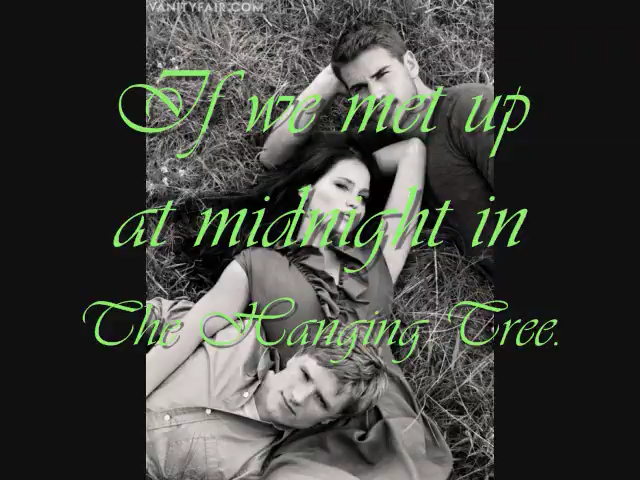 VANITYFAIR.COM
If we met up
at midnight in
The Hanging Tree.